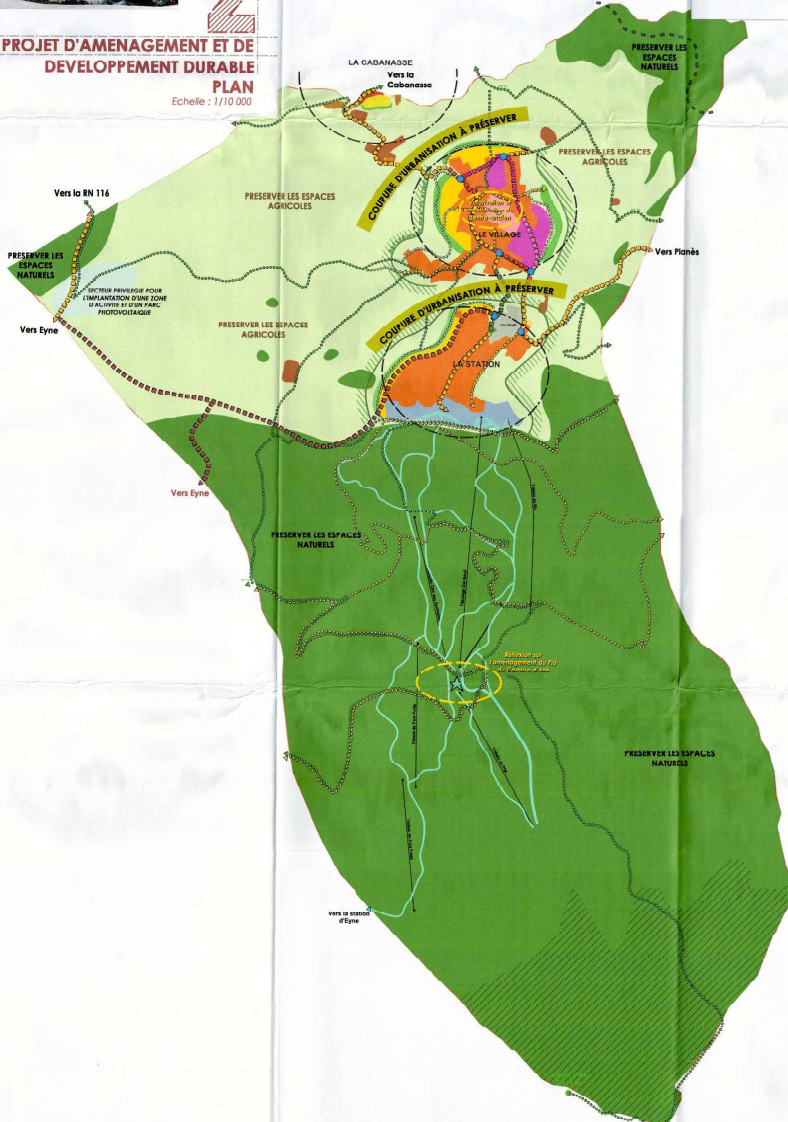 2
PROJET D'AMENAGEMENT ET DE
DEVELOPPEMENT DURABLE
PLAN
Echelle : 1/10 000
LA CABANASSE
Vers la
Cabanasse
PRESERVER LES
ESPACES
NATURELS
COUPURE D'URBANISATION À PRÉSERVER
PRESERVER LES ESPACES
AGRICOLES
Vers la RN 116
PRESERVER LES ESPACES
AGRICOLES
centre-ancien
LE VILLAGE
Vers Planès
PRESERVER LES
ESPACES
NATURELS
SECTEUR PRIVILEGIE POUR
L'IMPLANTATION D'UNE ZONE
D'ACTIVITE ET D'UN PARC
PHOTOVOLTAIQUE
COUPURE D'URBANISATION À PRÉSERVER
Vers Eyne
PRESERVER LES ESPACES
AGRICOLES
LA STATION
Vers Eyne
PRESERVER LES ESPACES
NATURELS
Réflexion sur
l'aménagement du Pla
PRESERVER LES ESPACES
NATURELS
Vers la station
d'Eyne